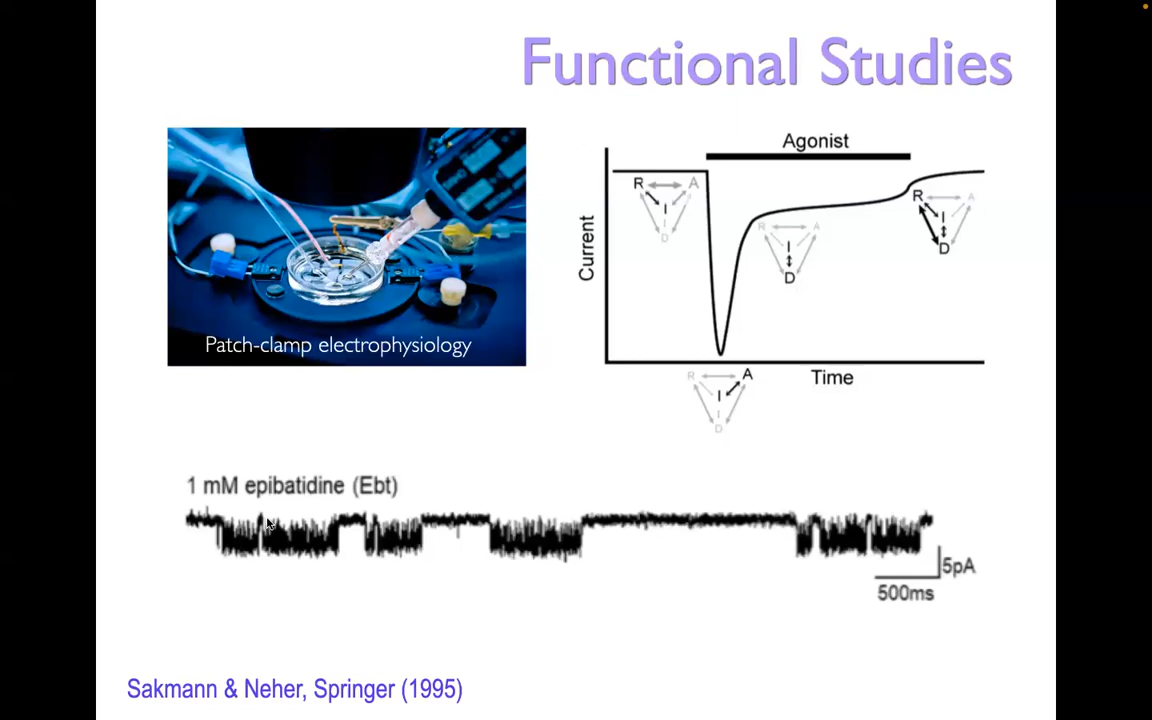 Functional Studies
Patch-clamp electrophysiology
Agonist
Current
R A
I
D
R A
I
D
R A
I
D
R A
I
I
D
Time
1 mM epibatidine (Ebt)
5pA
500ms
Sakmann & Neher, Springer (1995)